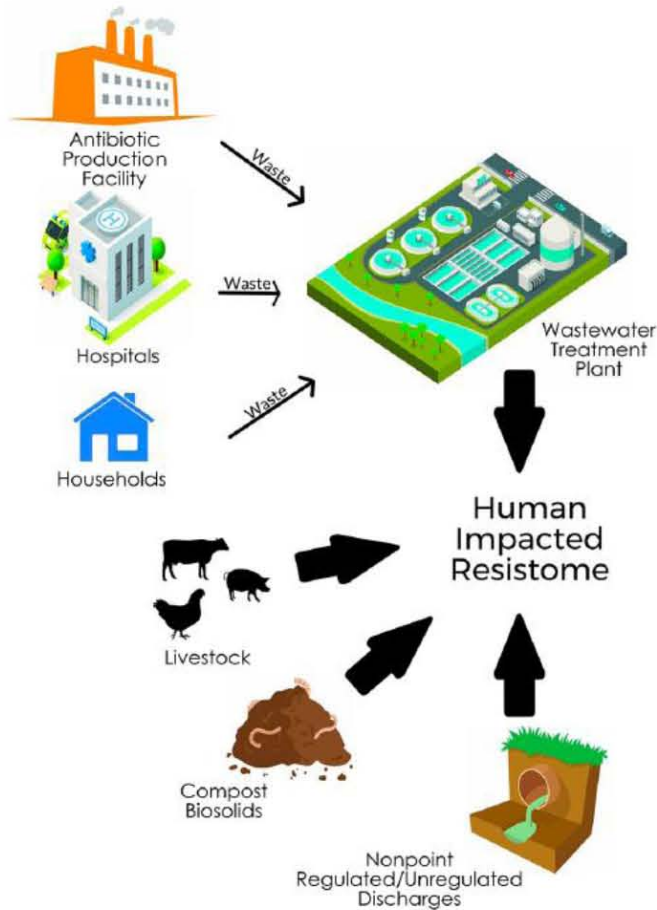 Antibiotic
Production
Facility
Waste
H
Hospitals
Waste
Wastewater
Treatment
Plant
Waste
Households
Human
Impacted
Resistome
Livestock
Compost
Biosolids
Nonpoint
Regulated/Unregulated
Discharges